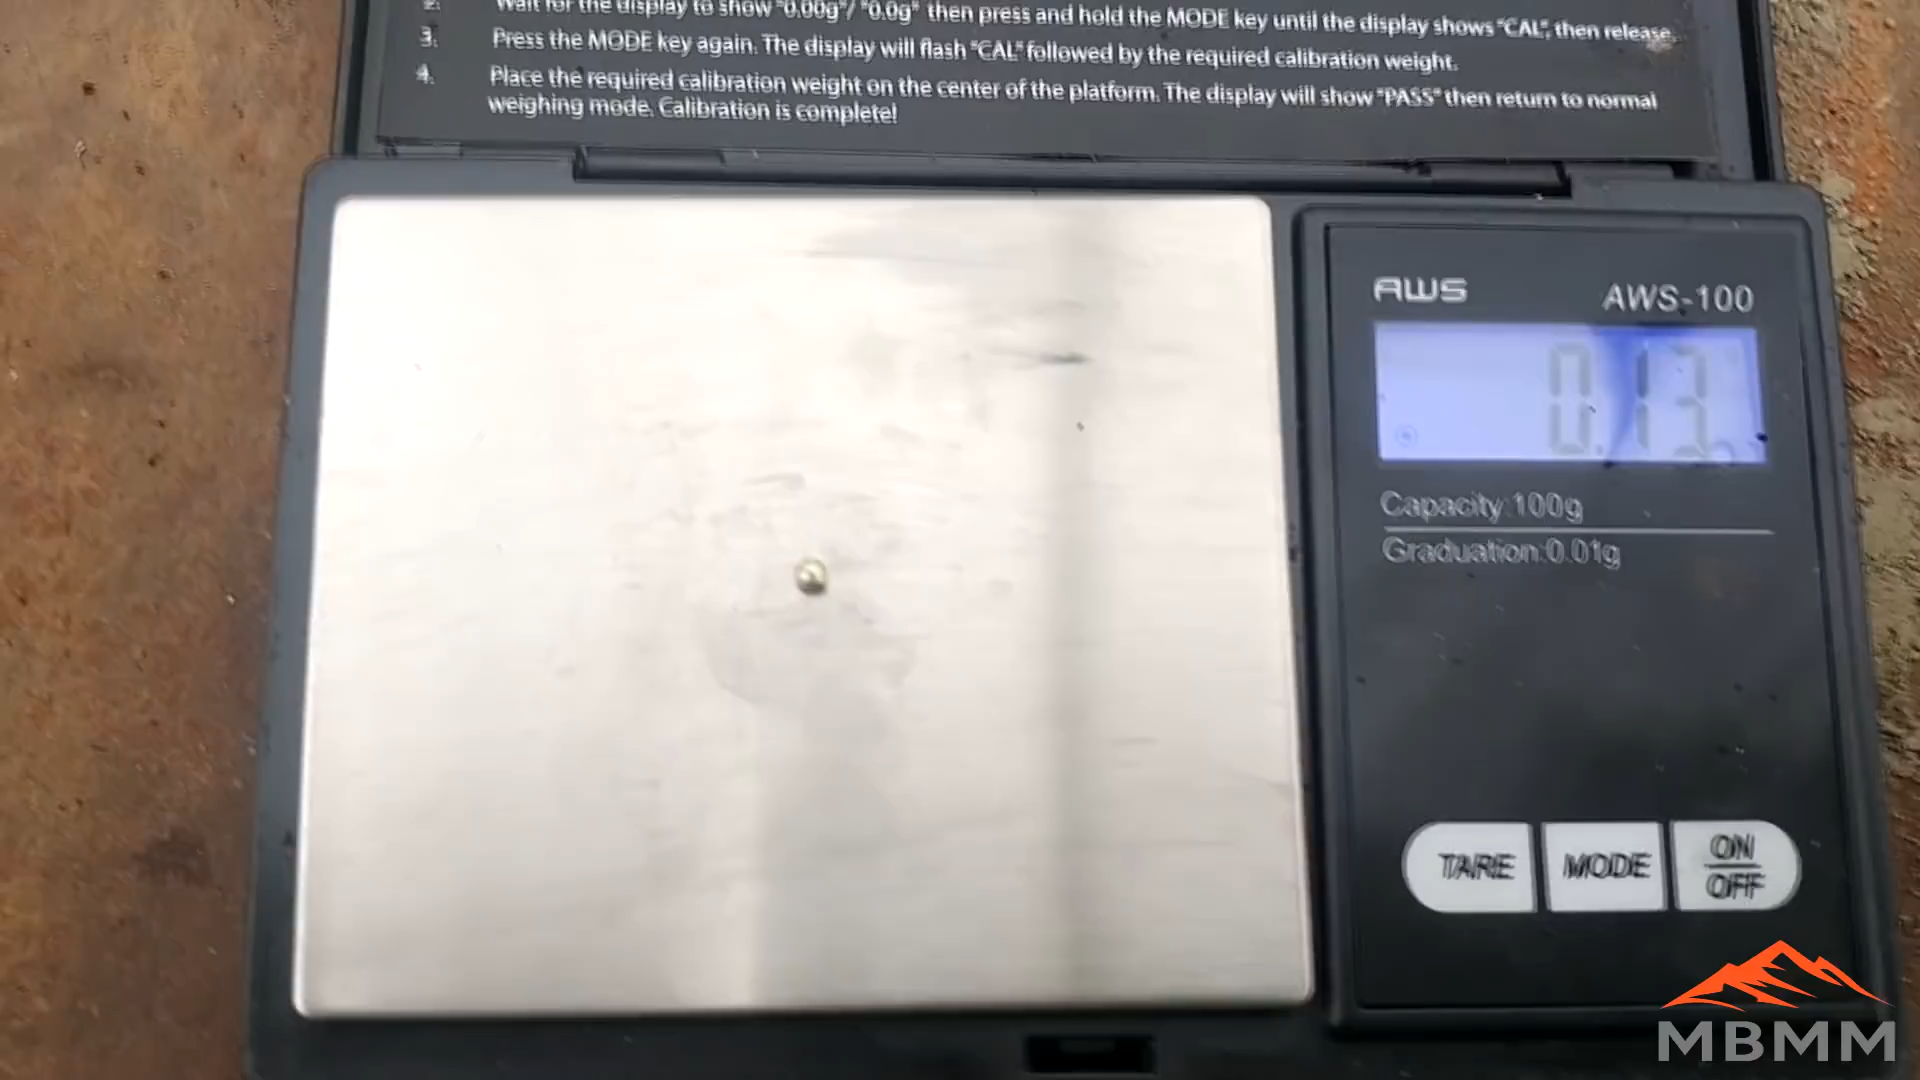 2. Wait for the display to show "0.00g"/ "0.0g" then press and hold the MODE key until the display shows "CAL", then release.
3. Press the MODE key again. The display will flash "CAL" followed by the required calibration weight.
4. Place the required calibration weight on the center of the platform. The display will show "PASS" then return to normal
weighing mode. Calibration is complete!
AWS
AWS-100
0.13
Capacity:100g
Graduation:0.01g
TARE
MODE
ON
OFF
MBMM